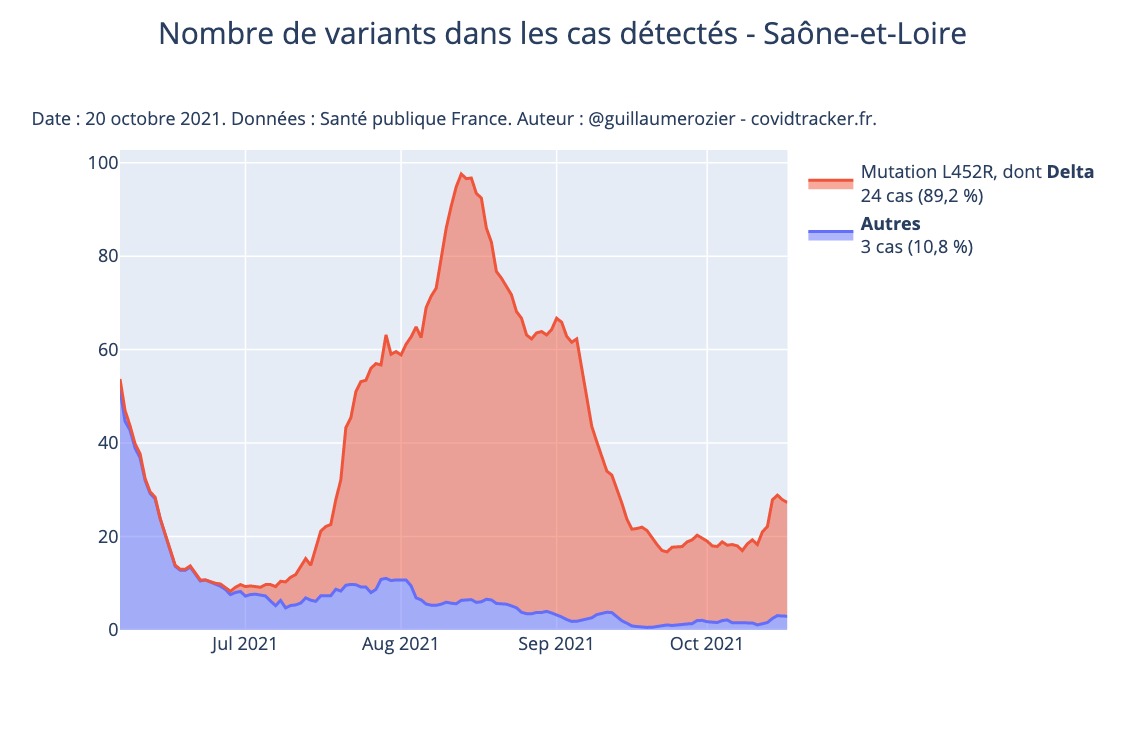 Nombre de variants dans les cas détectés - Saône-et-Loire
Date : 20 octobre 2021. Données : Santé publique France. Auteur : @guillaumerozier - covidtracker.fr.
100
80
60
40
20
0
Jul 2021
Aug 2021
Sep 2021
Oct 2021
Mutation L452R, dont Delta
24 cas (89,2 %)
Autres
3 cas (10,8 %)